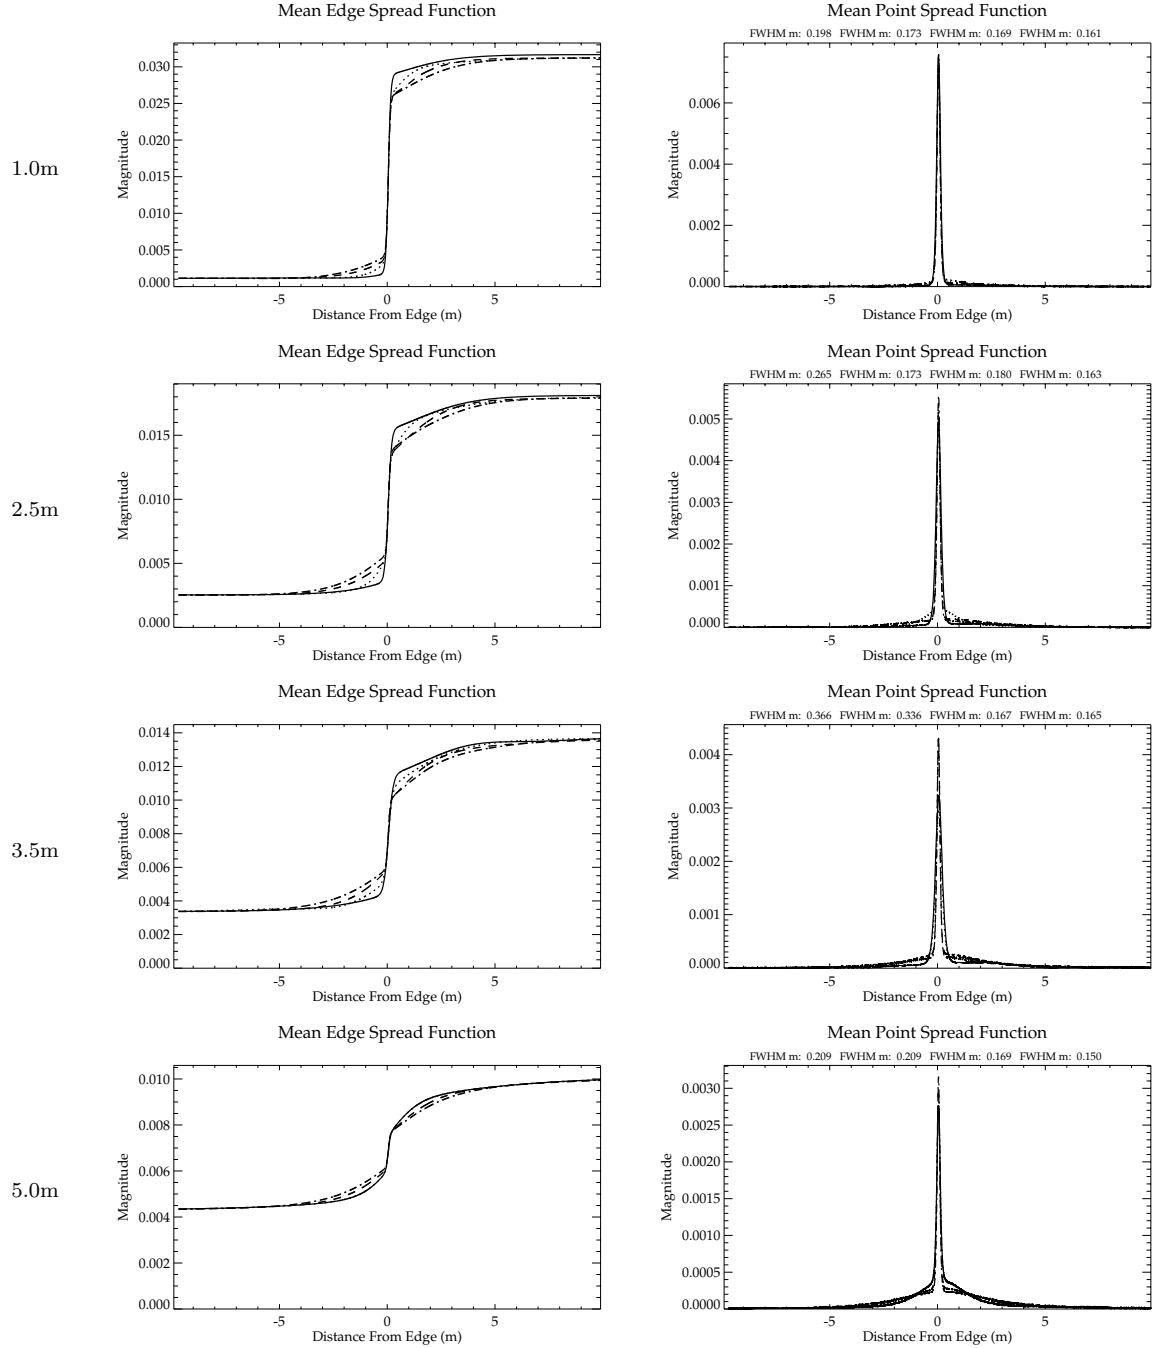 Mean Edge Spread Function
Mean Point Spread Function
FWHM m: 0.198 FWHM m: 0.173 FWHM m: 0.169 FWHM m: 0.161
1.0m
Magnitude
0.030
0.025
0.020
0.015
0.010
0.005
0.000
-5 0 5
Distance From Edge (m)
Magnitude
0.006
0.004
0.002
0.000
-5 0 5
Distance From Edge (m)
Mean Edge Spread Function
Mean Point Spread Function
FWHM m: 0.265 FWHM m: 0.173 FWHM m: 0.180 FWHM m: 0.163
2.5m
Magnitude
0.015
0.010
0.005
0.000
-5 0 5
Distance From Edge (m)
Magnitude
0.005
0.004
0.003
0.002
0.001
0.000
-5 0 5
Distance From Edge (m)
Mean Edge Spread Function
Mean Point Spread Function
FWHM m: 0.366 FWHM m: 0.336 FWHM m: 0.167 FWHM m: 0.165
3.5m
Magnitude
0.014
0.012
0.010
0.008
0.006
0.004
0.002
0.000
-5 0 5
Distance From Edge (m)
Magnitude
0.004
0.003
0.002
0.001
0.000
-5 0 5
Distance From Edge (m)
Mean Edge Spread Function
Mean Point Spread Function
FWHM m: 0.209 FWHM m: 0.209 FWHM m: 0.169 FWHM m: 0.150
5.0m
Magnitude
0.010
0.008
0.006
0.004
0.002
0.000
-5 0 5
Distance From Edge (m)
Magnitude
0.0030
0.0025
0.0020
0.0015
0.0010
0.0005
0.0000
-5 0 5
Distance From Edge (m)